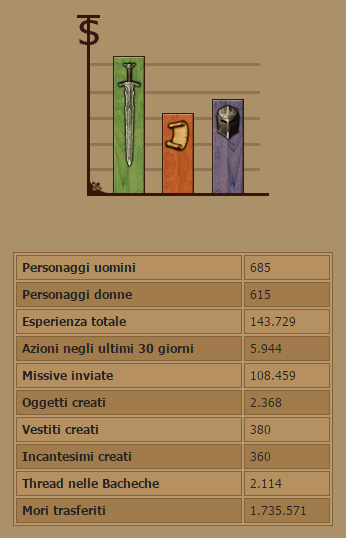 $
Personaggi uomini 685
Personaggi donne 615
Esperienza totale 143.729
Azioni negli ultimi 30 giorni 5.944
Missive inviate 108.459
Oggetti creati 2.368
Vestiti creati 380
Incantesimi creati 360
Thread nelle Bacheche 2.114
Mori trasferiti 1.735.571